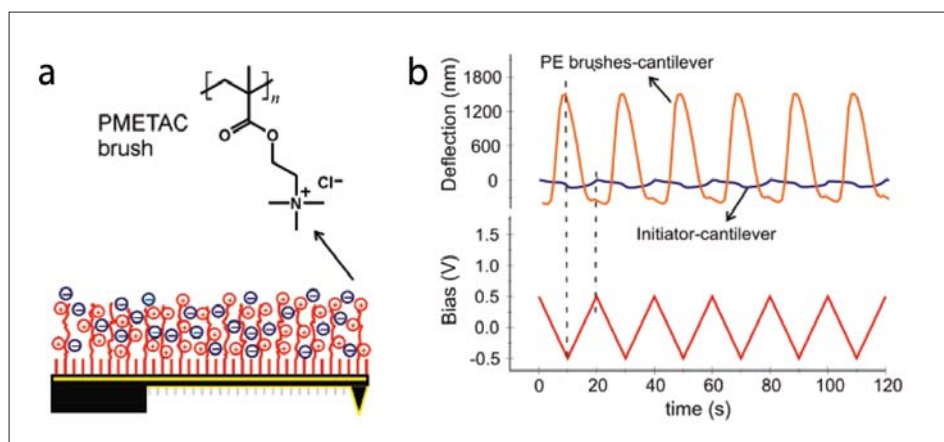 a
PMETAC
brush
n
O
O
N
+
Cl−
b
PE brushes-cantilever
Deflection (nm)
1800
1200
600
0
Initiator-cantilever
Bias (V)
1.5
1.0
0.5
0.0
-0.5
0 20 40 60 80 100 120
time (s)